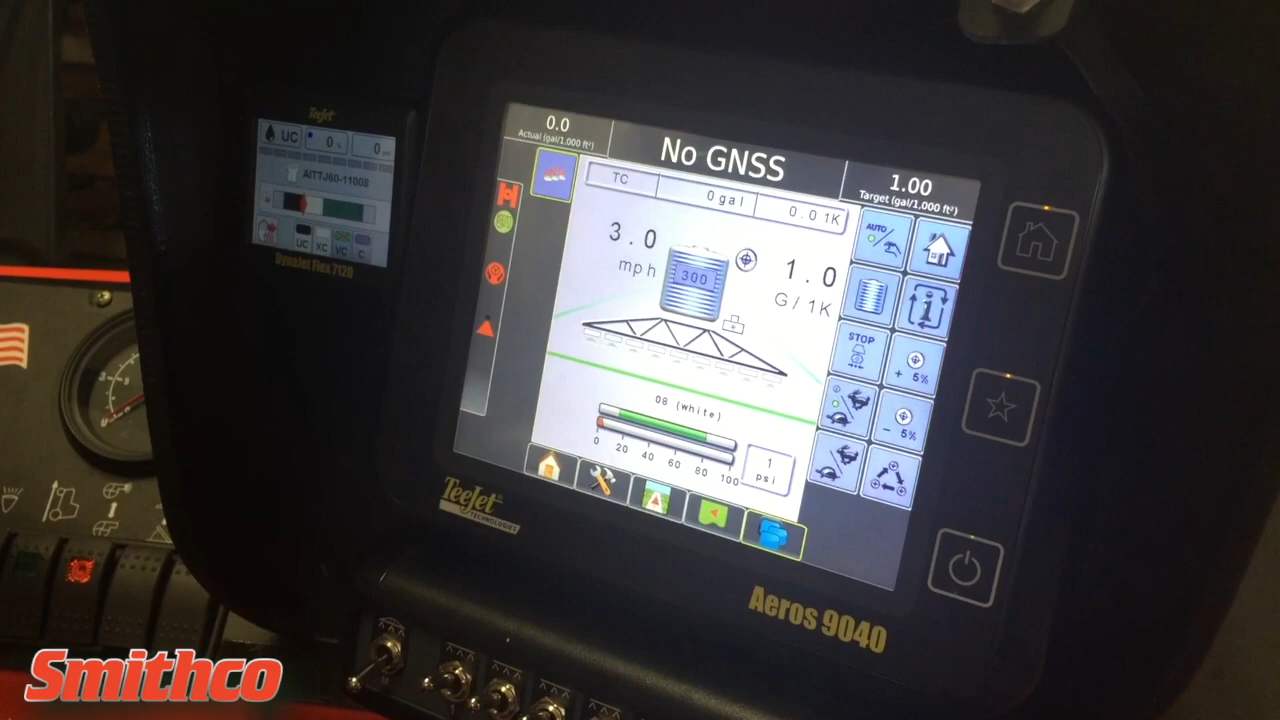 TeeJet
UC
0
0
AITTJ60-11008
UC
XC
VC
C
DynaJet Flex 7120
0.0
Actual (gal/1,000 ft²)
No GNSS
1.00
Target (gal/1,000 ft²)
TC
0 gal
0.01K
3.0
mph
300
1.0
G/1K
AUTO
STOP
+ 5%
- 5%
08 (white)
0 20 40 60 80 100
1
psi
TeeJet®
TECHNOLOGIES
Aeros 9040
M
Smithco